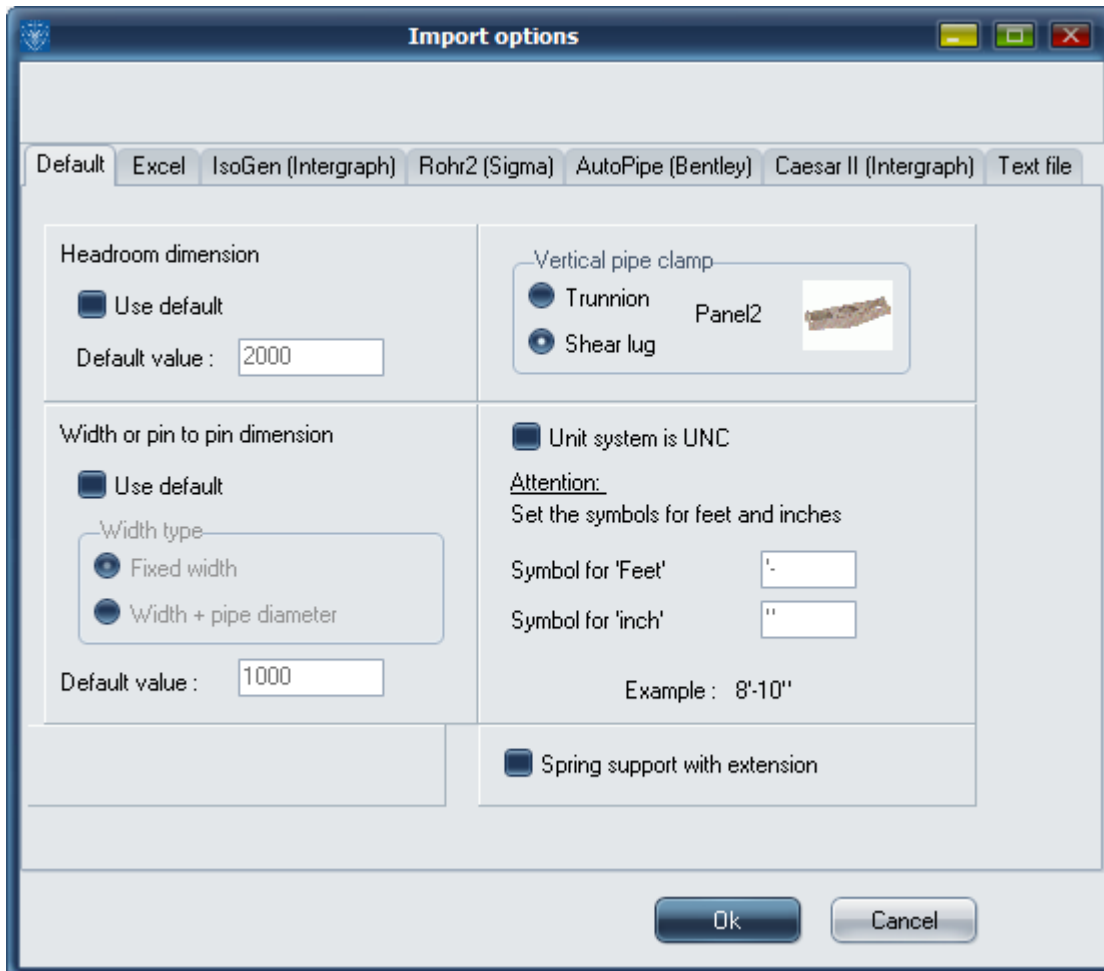 Import options
Default Excel IsoGen (Intergraph) Rohr2 (Sigma) AutoPipe (Bentley) Caesar II (Intergraph) Text file
Headroom dimension
Use default
Default value : 2000
Vertical pipe clamp
Trunnion
Shear lug
Panel2
Width or pin to pin dimension
Use default
Width type
Fixed width
Width + pipe diameter
Default value : 1000
Unit system is UNC
Attention:
Set the symbols for feet and inches
Symbol for 'Feet' '-
Symbol for 'inch' ''
Example : 8'-10''
Spring support with extension
Ok Cancel